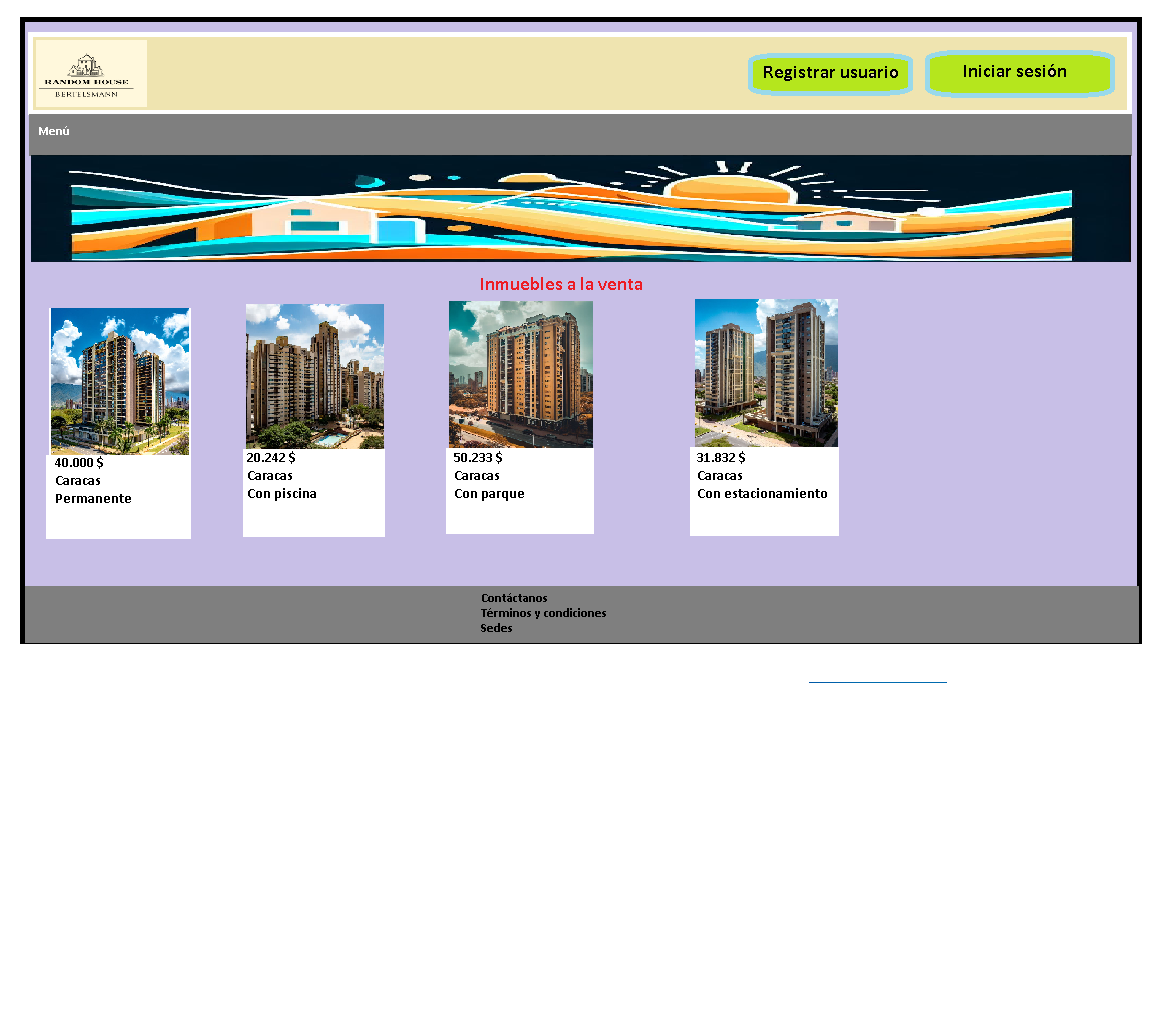 RANDOM HOUSE
BERTELSMANN
Registrar usuario
Iniciar sesión
Menú
Inmuebles a la venta
40.000 $
Caracas
Permanente
20.242 $
Caracas
Con piscina
50.233 $
Caracas
Con parque
31.832 $
Caracas
Con estacionamiento
Contáctanos
Términos y condiciones
Sedes